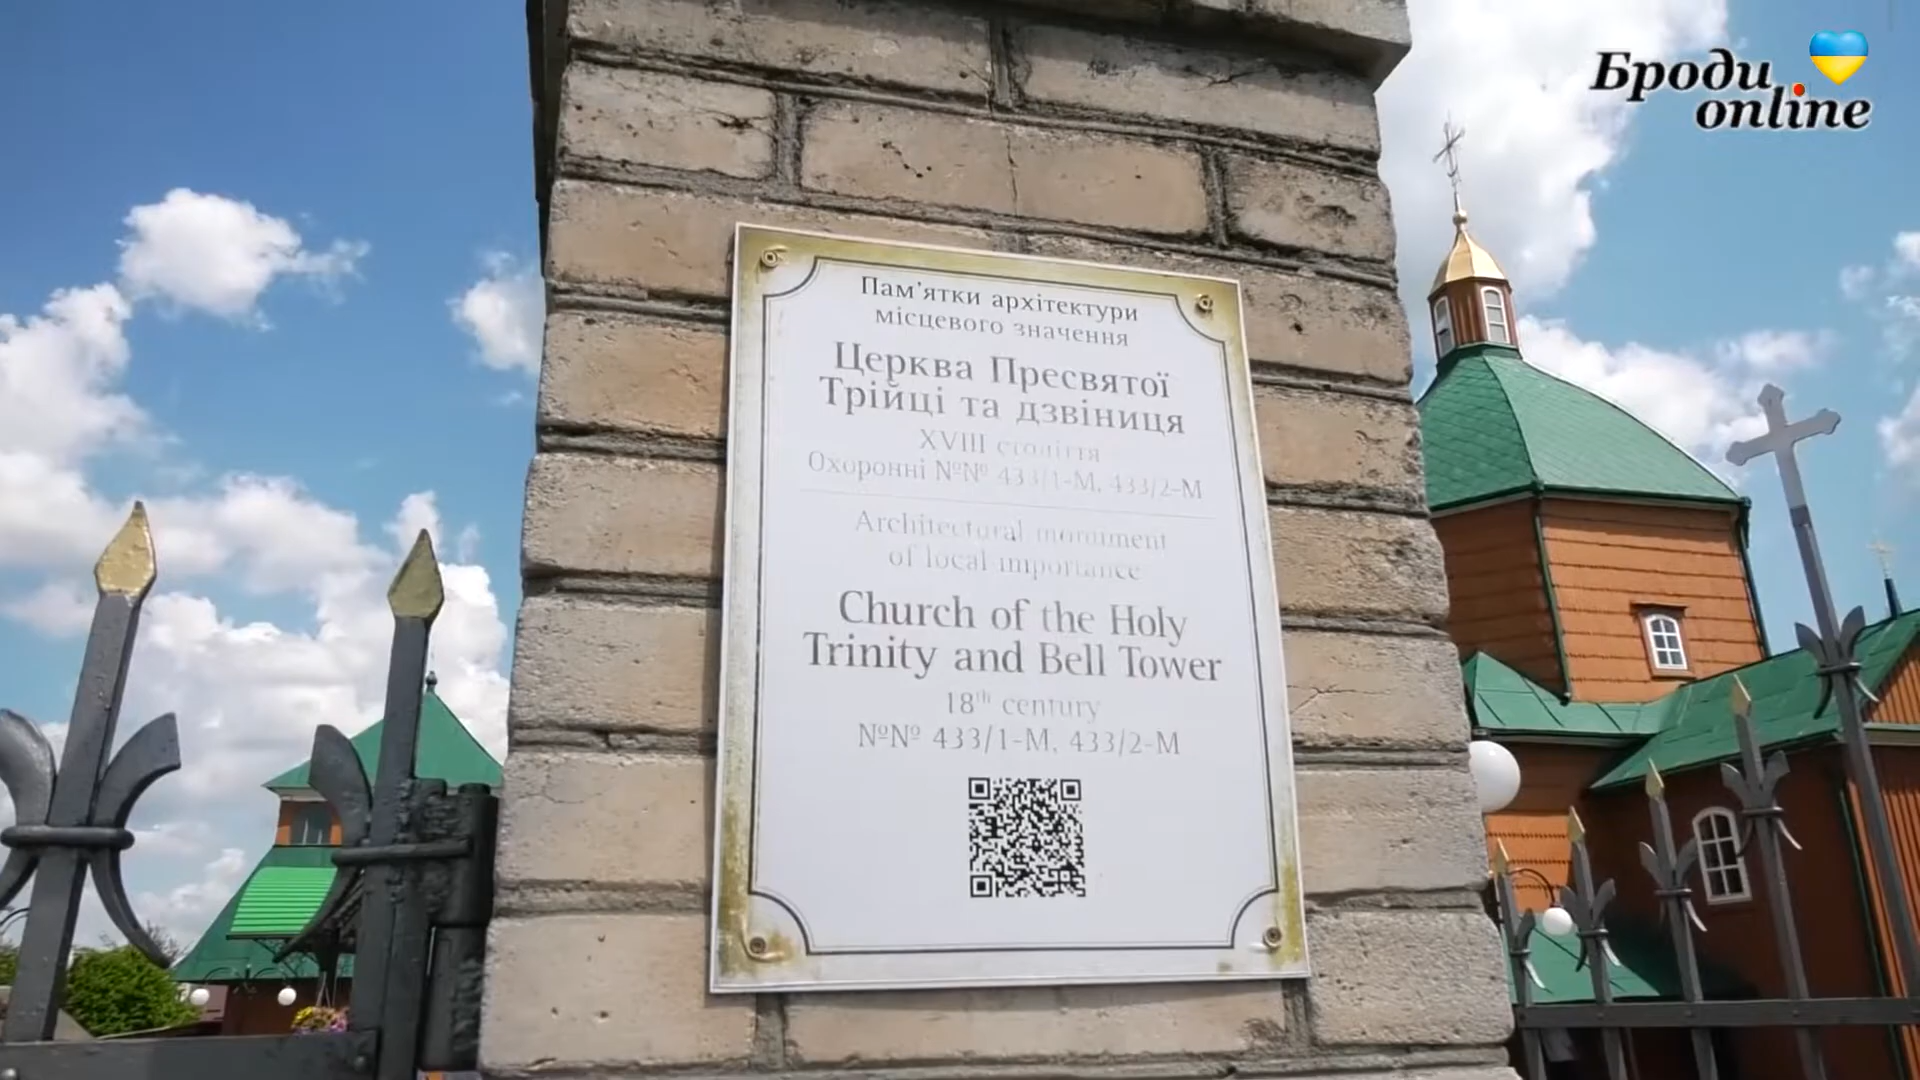 Броди
online
Пам'ятки архітектури
місцевого значення
Церква Пресвятої
Трійці та дзвіниця
XVIII століття
Охоронні №№ 433/1-М, 433/2-М
Architectural monument
of local importance
Church of the Holy
Trinity and Bell Tower
18th century
№№ 433/1-M, 433/2-M